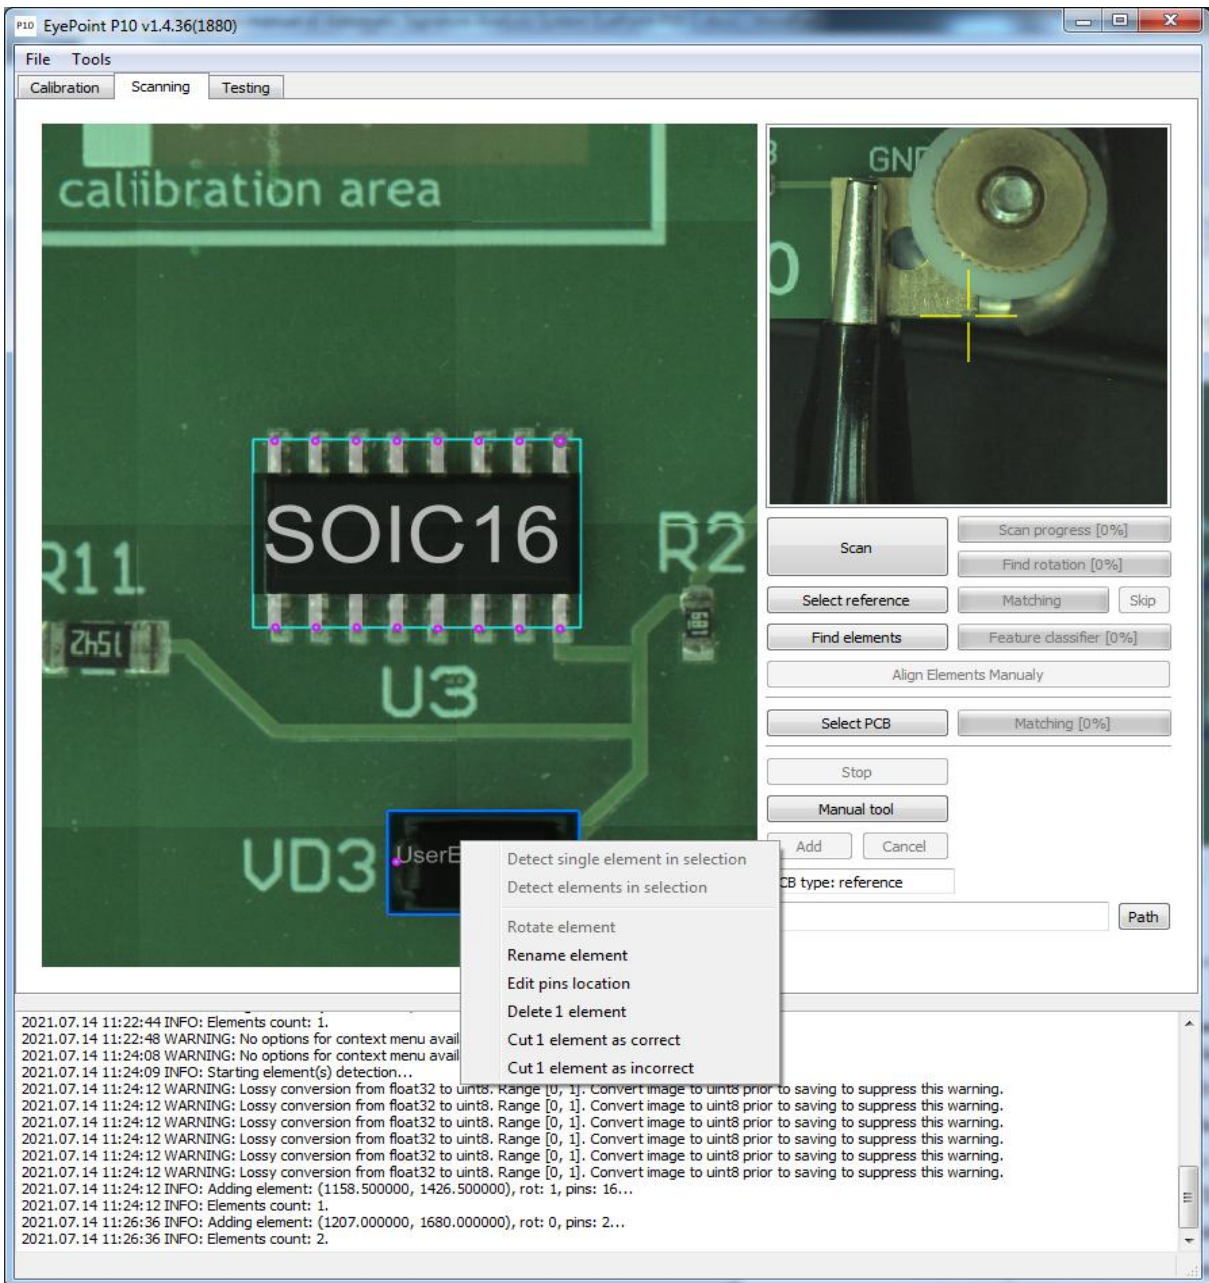 P10 EyePoint P10 v1.4.36(1880)
File Tools
Calibration Scanning Testing
caliibration area
GN
0
SOIC16
R11
R2
1542
U3
VD3
UserE
Scan
Scan progress [0%]
Find rotation [0%]
Select reference
Matching
Skip
Find elements
Feature classifier [0%]
Align Elements Manualy
Select PCB
Matching [0%]
Stop
Manual tool
Add
Cancel
CB type: reference
Path
Detect single element in selection
Detect elements in selection
Rotate element
Rename element
Edit pins location
Delete 1 element
Cut 1 element as correct
Cut 1 element as incorrect
2021.07.14 11:22:44 INFO: Elements count: 1.
2021.07.14 11:22:48 WARNING: No options for context menu avail
2021.07.14 11:24:08 WARNING: No options for context menu avail
2021.07.14 11:24:09 INFO: Starting element(s) detection...
2021.07.14 11:24:12 WARNING: Lossy conversion from float32 to uint8. Range [0, 1]. Convert image to uint8 prior to saving to suppress this warning.
2021.07.14 11:24:12 WARNING: Lossy conversion from float32 to uint8. Range [0, 1]. Convert image to uint8 prior to saving to suppress this warning.
2021.07.14 11:24:12 WARNING: Lossy conversion from float32 to uint8. Range [0, 1]. Convert image to uint8 prior to saving to suppress this warning.
2021.07.14 11:24:12 WARNING: Lossy conversion from float32 to uint8. Range [0, 1]. Convert image to uint8 prior to saving to suppress this warning.
2021.07.14 11:24:12 WARNING: Lossy conversion from float32 to uint8. Range [0, 1]. Convert image to uint8 prior to saving to suppress this warning.
2021.07.14 11:24:12 WARNING: Lossy conversion from float32 to uint8. Range [0, 1]. Convert image to uint8 prior to saving to suppress this warning.
2021.07.14 11:24:12 INFO: Adding element: (1158.500000, 1426.500000), rot: 1, pins: 16...
2021.07.14 11:24:12 INFO: Elements count: 1.
2021.07.14 11:26:36 INFO: Adding element: (1207.000000, 1680.000000), rot: 0, pins: 2...
2021.07.14 11:26:36 INFO: Elements count: 2.